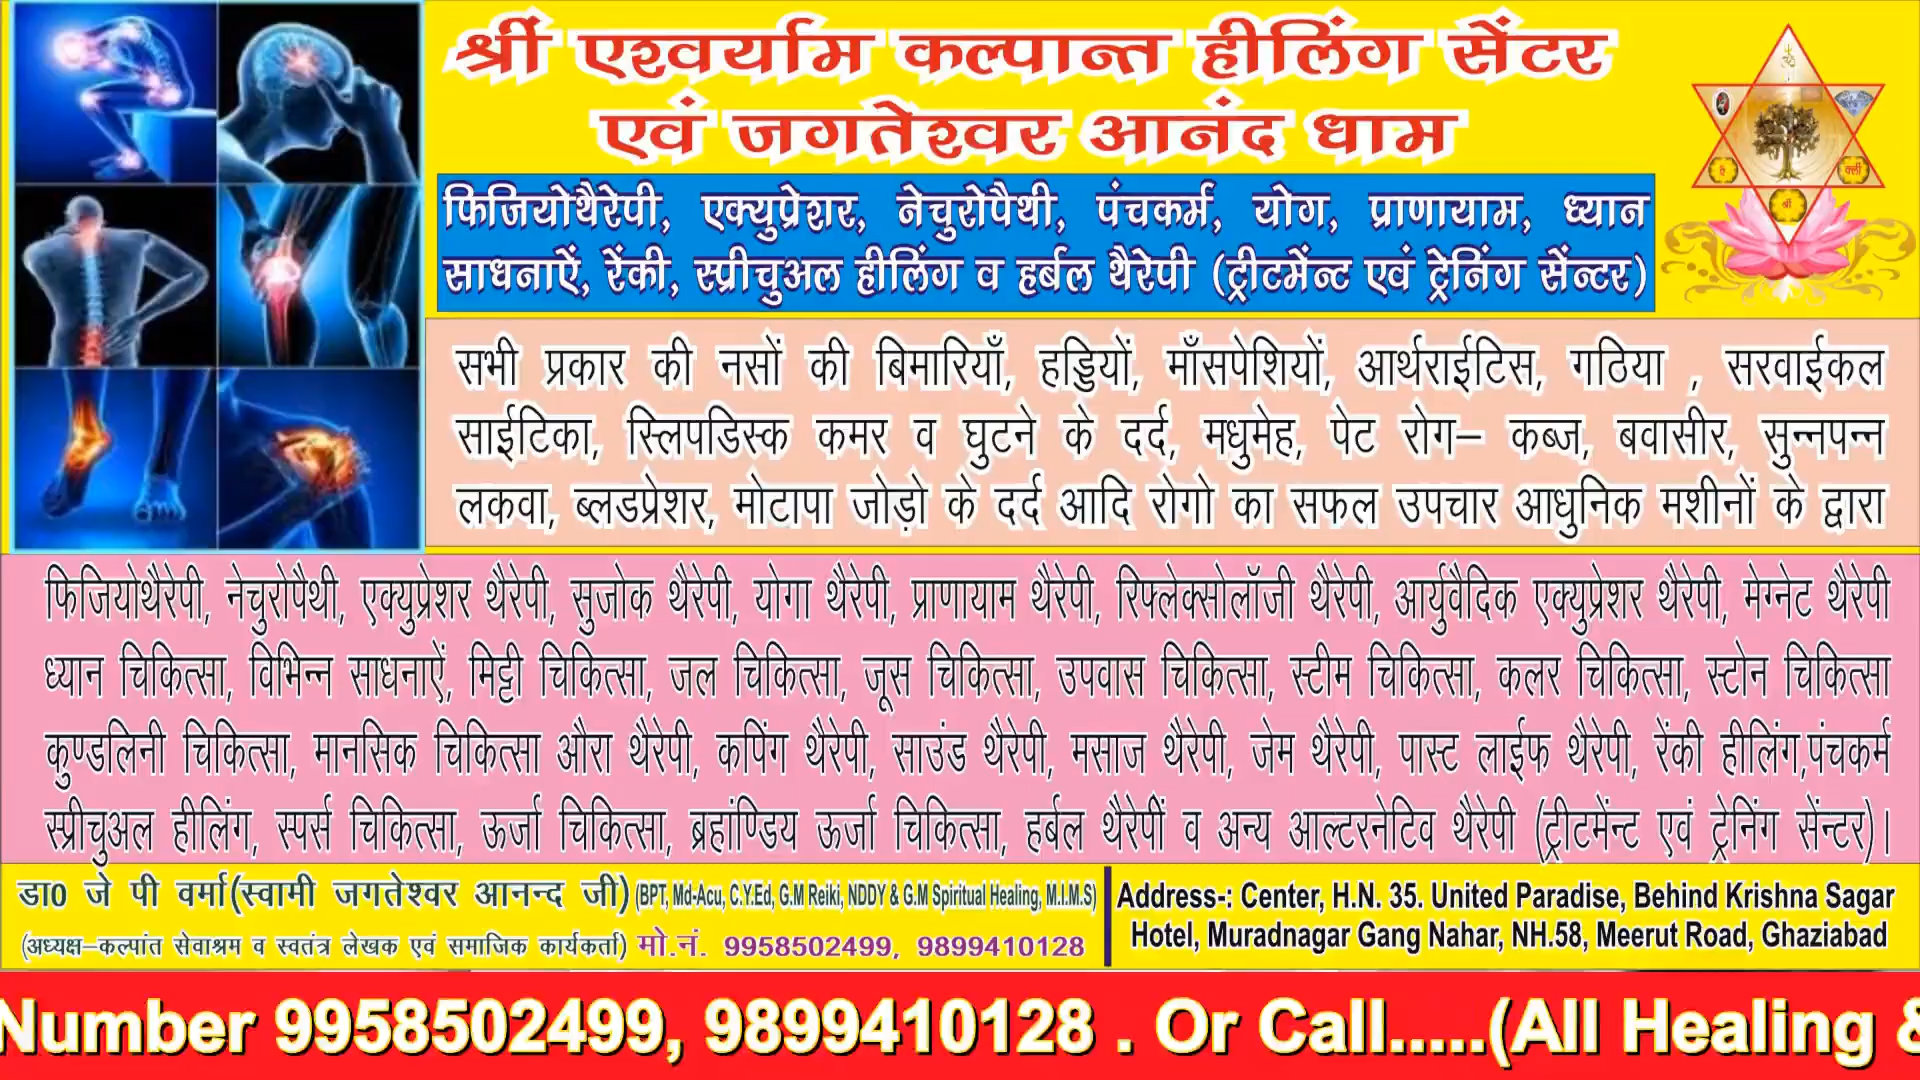 श्रीं एश्वर्याम कल्पान्त हीलिंग सेंटर
एवं जगतेश्वर आनंद धाम
फिजियोथैरेपी, एक्युप्रेशर, नेचुरोपैथी, पंचकर्म, योग, प्राणायाम, ध्यान
साधनाऐं, रेंकी, स्प्रीचुअल हीलिंग व हर्बल थैरेपी (ट्रीटमेंन्ट एवं ट्रेनिंग सेंन्टर)
सभी प्रकार की नसों की बिमारियाँ, हड्डियों, माँसपेशियों, आर्थराईटिस, गठिया , सरवाईकल
साईटिका, स्लिपडिस्क कमर व घुटने के दर्द, मधुमेह, पेट रोग– कब्ज, बवासीर, सुन्नपन्न
लकवा, ब्लडप्रेशर, मोटापा जोड़ो के दर्द आदि रोगो का सफल उपचार आधुनिक मशीनों के द्वारा
फिजियोथैरेपी, नेचुरोपैथी, एक्युप्रेशर थैरेपी, सुजोक थैरेपी, योगा थैरेपी, प्राणायाम थैरेपी, रिफ्लेक्सोलॉजी थैरेपी, आर्युवैदिक एक्युप्रेशर थैरेपी, मेग्नेट थैरेपी
ध्यान चिकित्सा, विभिन्न साधनाऐं, मिट्टी चिकित्सा, जल चिकित्सा, जूस चिकित्सा, उपवास चिकित्सा, स्टीम चिकित्सा, कलर चिकित्सा, स्टोन चिकित्सा
कुण्डलिनी चिकित्सा, मानसिक चिकित्सा औरा थैरेपी, कपिंग थैरेपी, साउंड थैरेपी, मसाज थैरेपी, जेम थैरेपी, पास्ट लाईफ थैरेपी, रेंकी हीलिंग,पंचकर्म
स्प्रीचुअल हीलिंग, स्पर्स चिकित्सा, ऊर्जा चिकित्सा, ब्रहाण्डिय ऊर्जा चिकित्सा, हर्बल थैरेपीं व अन्य आल्टरनेटिव थैरेपी (ट्रीटमेंन्ट एवं ट्रेनिंग सेंन्टर)।
डा0 जे पी वर्मा(स्वामी जगतेश्वर आनन्द जी) (BPT, Md-Acu, C.Y.Ed, G.M Reiki, NDDY & G.M Spiritual Healing, M.I.M.S)
(अध्यक्ष–कल्पांत सेवाश्रम व स्वतंत्र लेखक एवं समाजिक कार्यकर्ता) मो.नं. 9958502499, 9899410128
Address-: Center, H.N. 35. United Paradise, Behind Krishna Sagar
Hotel, Muradnagar Gang Nahar, NH.58, Meerut Road, Ghaziabad
Number 9958502499, 9899410128 . Or Call.....(All Healing &